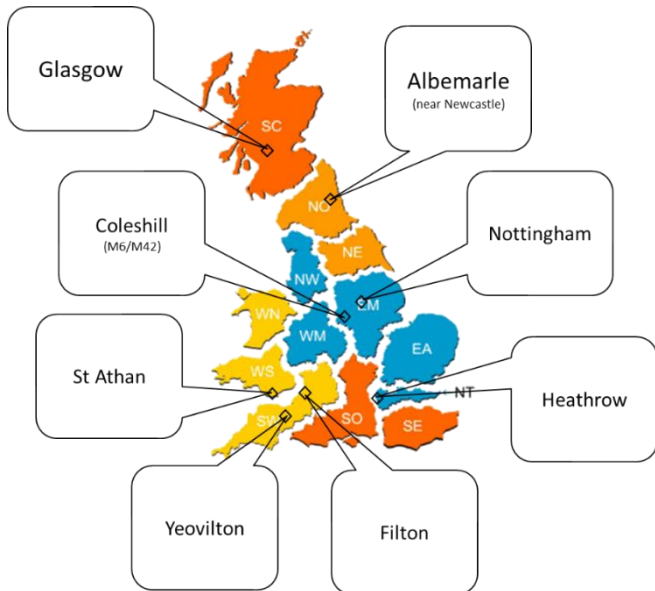 Glasgow
Albemarle
(near Newcastle)
SC
Coleshill
(M6/M42)
NO
Nottingham
NE
NW
EM
WN
WM
EA
St Athan
WS
NT
Heathrow
SW
SO
SE
Yeovilton
Filton